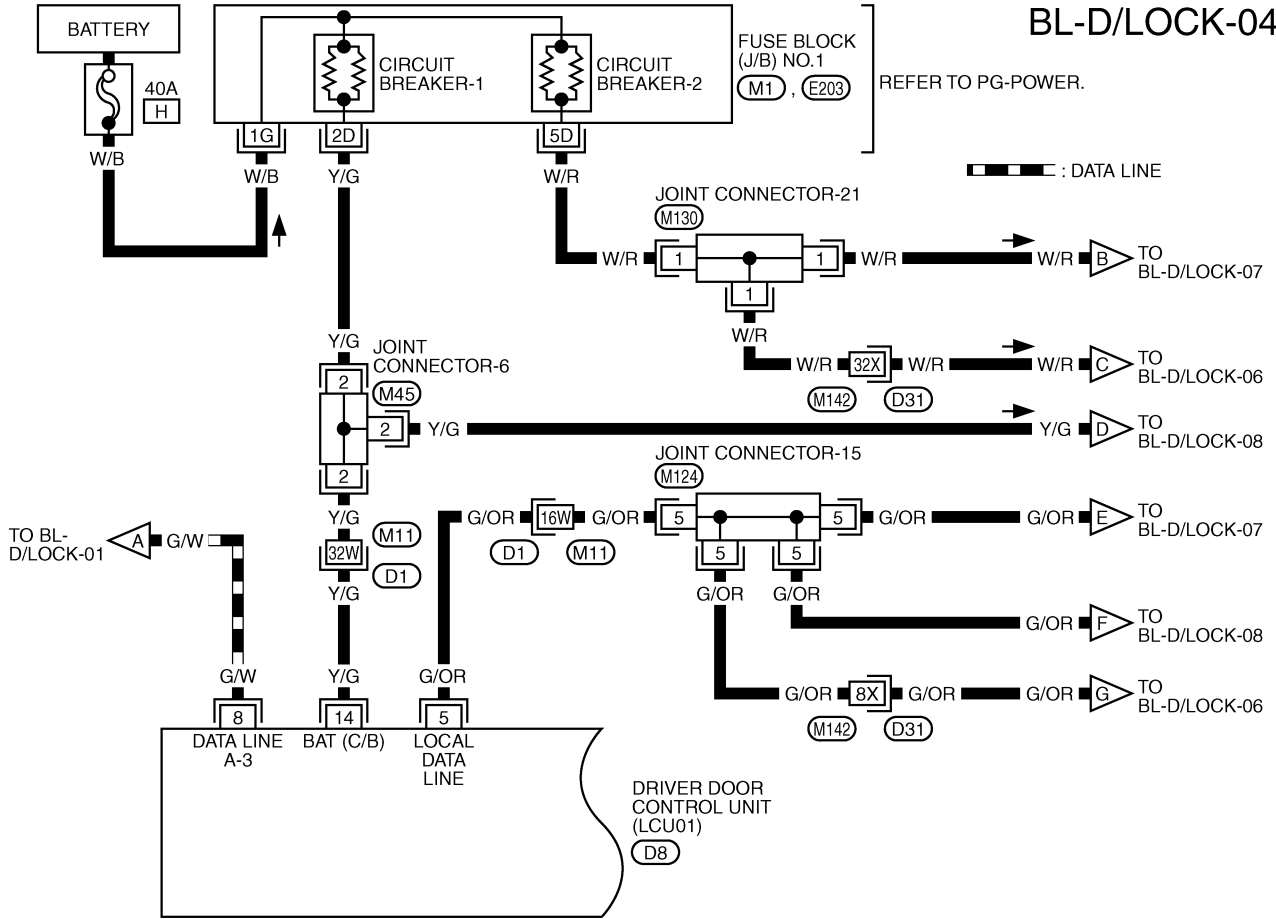 BL-D/LOCK-04
BATTERY
40A
H
CIRCUIT
BREAKER-1
CIRCUIT
BREAKER-2
FUSE BLOCK
(J/B) NO.1
M1 , E203
REFER TO PG-POWER.
1G
2D
5D
W/B
W/B
Y/G
W/R
: DATA LINE
JOINT CONNECTOR-21
M130
W/R
1
1
W/R
W/R
B
TO
BL-D/LOCK-07
1
W/R
Y/G
JOINT
CONNECTOR-6
M45
2
W/R
32X
W/R
W/R
C
TO
BL-D/LOCK-06
M142
D31
2
Y/G
Y/G
D
TO
BL-D/LOCK-08
2
JOINT CONNECTOR-15
M124
Y/G
G/OR
16W
G/OR
5
5
G/OR
G/OR
E
TO
BL-D/LOCK-07
D1
M11
5
5
TO BL-
D/LOCK-01
A
G/W
M11
32W
D1
Y/G
G/OR
G/OR
G/OR
F
TO
BL-D/LOCK-08
G/W
Y/G
G/OR
G/OR
8X
G/OR
G/OR
G
TO
BL-D/LOCK-06
M142
D31
8
14
5
DATA LINE
A-3
BAT (C/B)
LOCAL
DATA
LINE
DRIVER DOOR
CONTROL UNIT
(LCU01)
D8